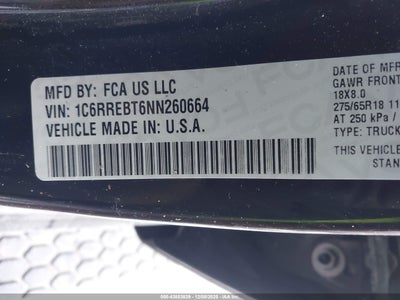 MFD BY: FCA US LLC
VIN: 1C6RREBT6NN260664
VEHICLE MADE IN: U.S.A.
DATE OF MFR
GAWR FRONT
18X8.0
275/65R18 11
AT 250 kPa /
TYPE: TRUCK
THIS VEHICLE
STAN